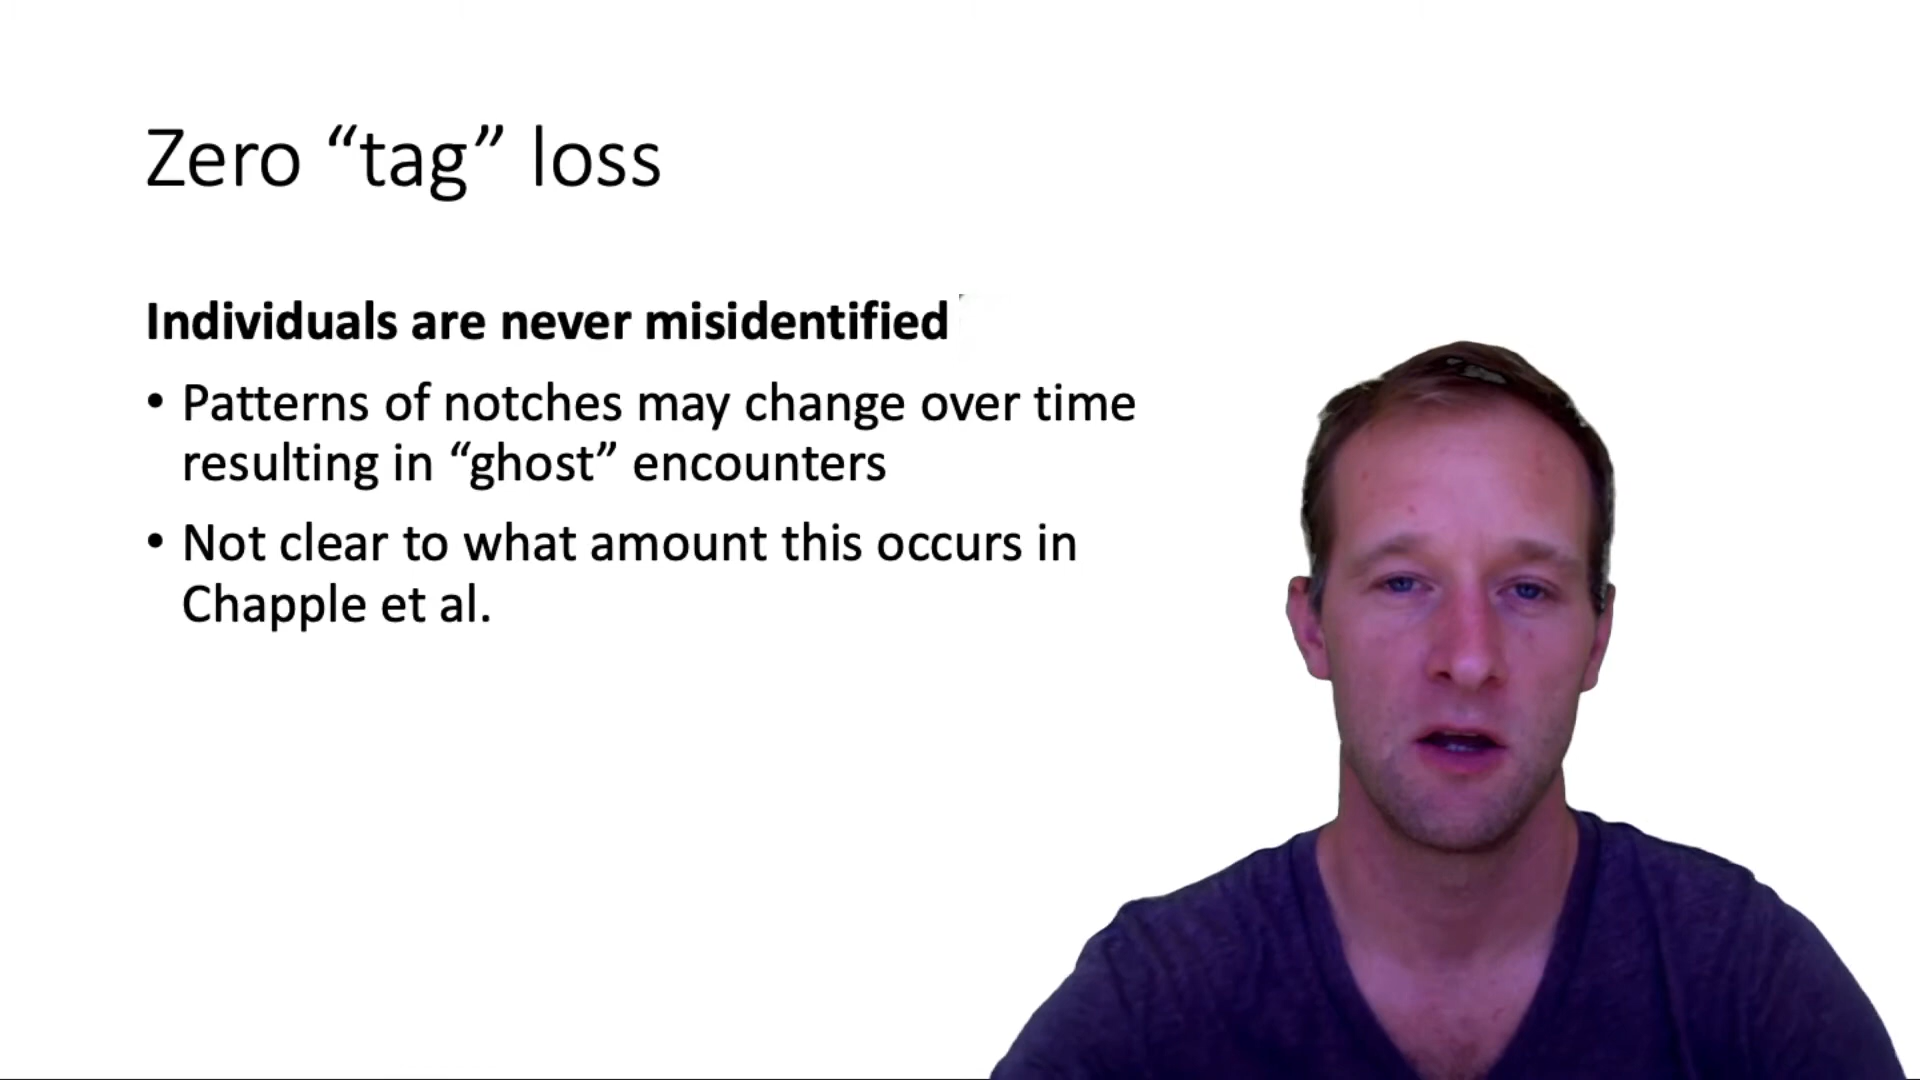 Zero “tag” loss
Individuals are never misidentified
• Patterns of notches may change over time
resulting in “ghost” encounters
• Not clear to what amount this occurs in
Chapple et al.